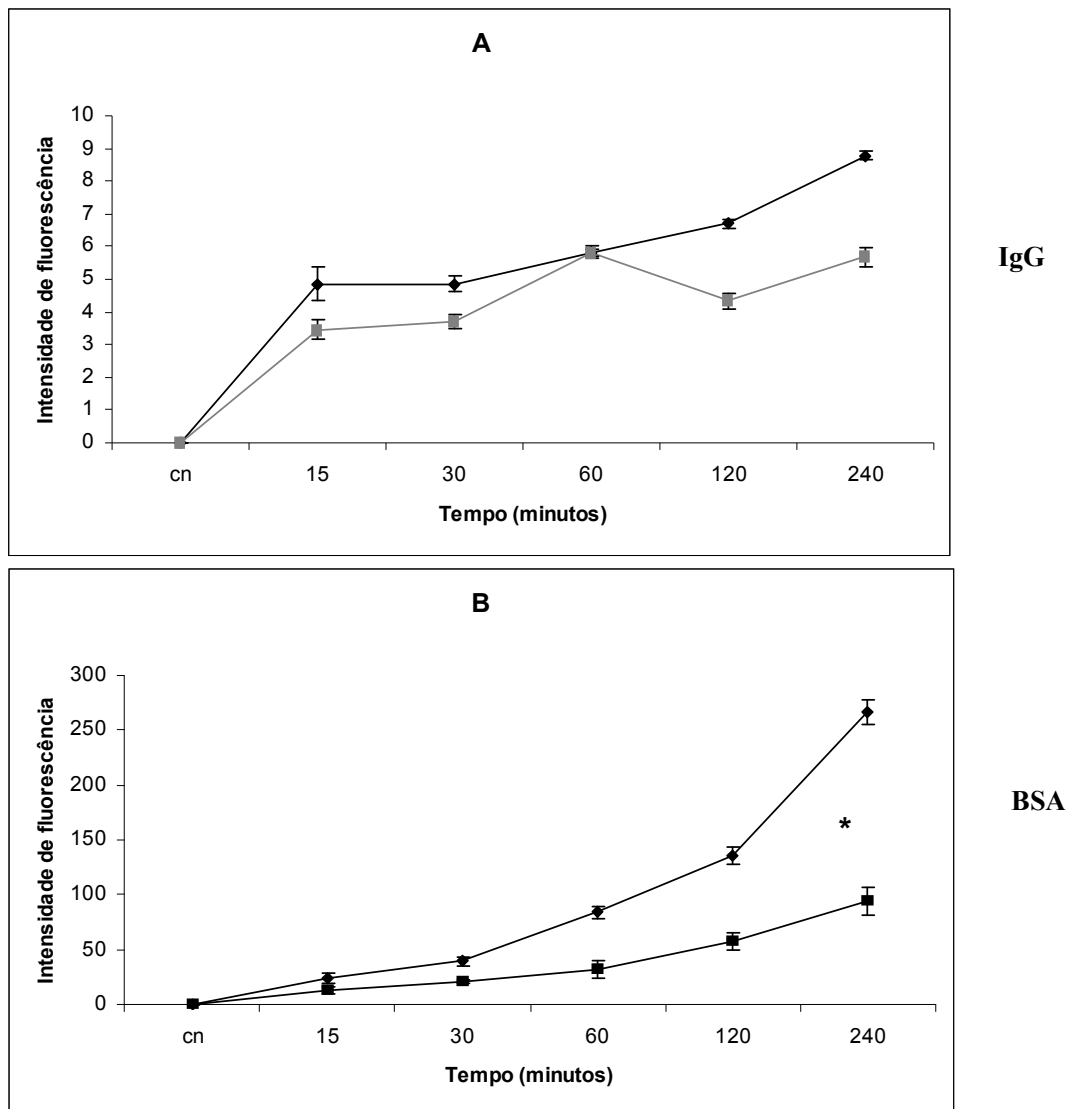 A
Intensidade de fluorescência
10
9
8
7
6
5
4
3
2
1
0
cn 15 30 60 120 240
Tempo (minutos)
IgG
B
Intensidade de fluorescência
300
250
200
150
100
50
0
*
cn 15 30 60 120 240
Tempo (minutos)
BSA